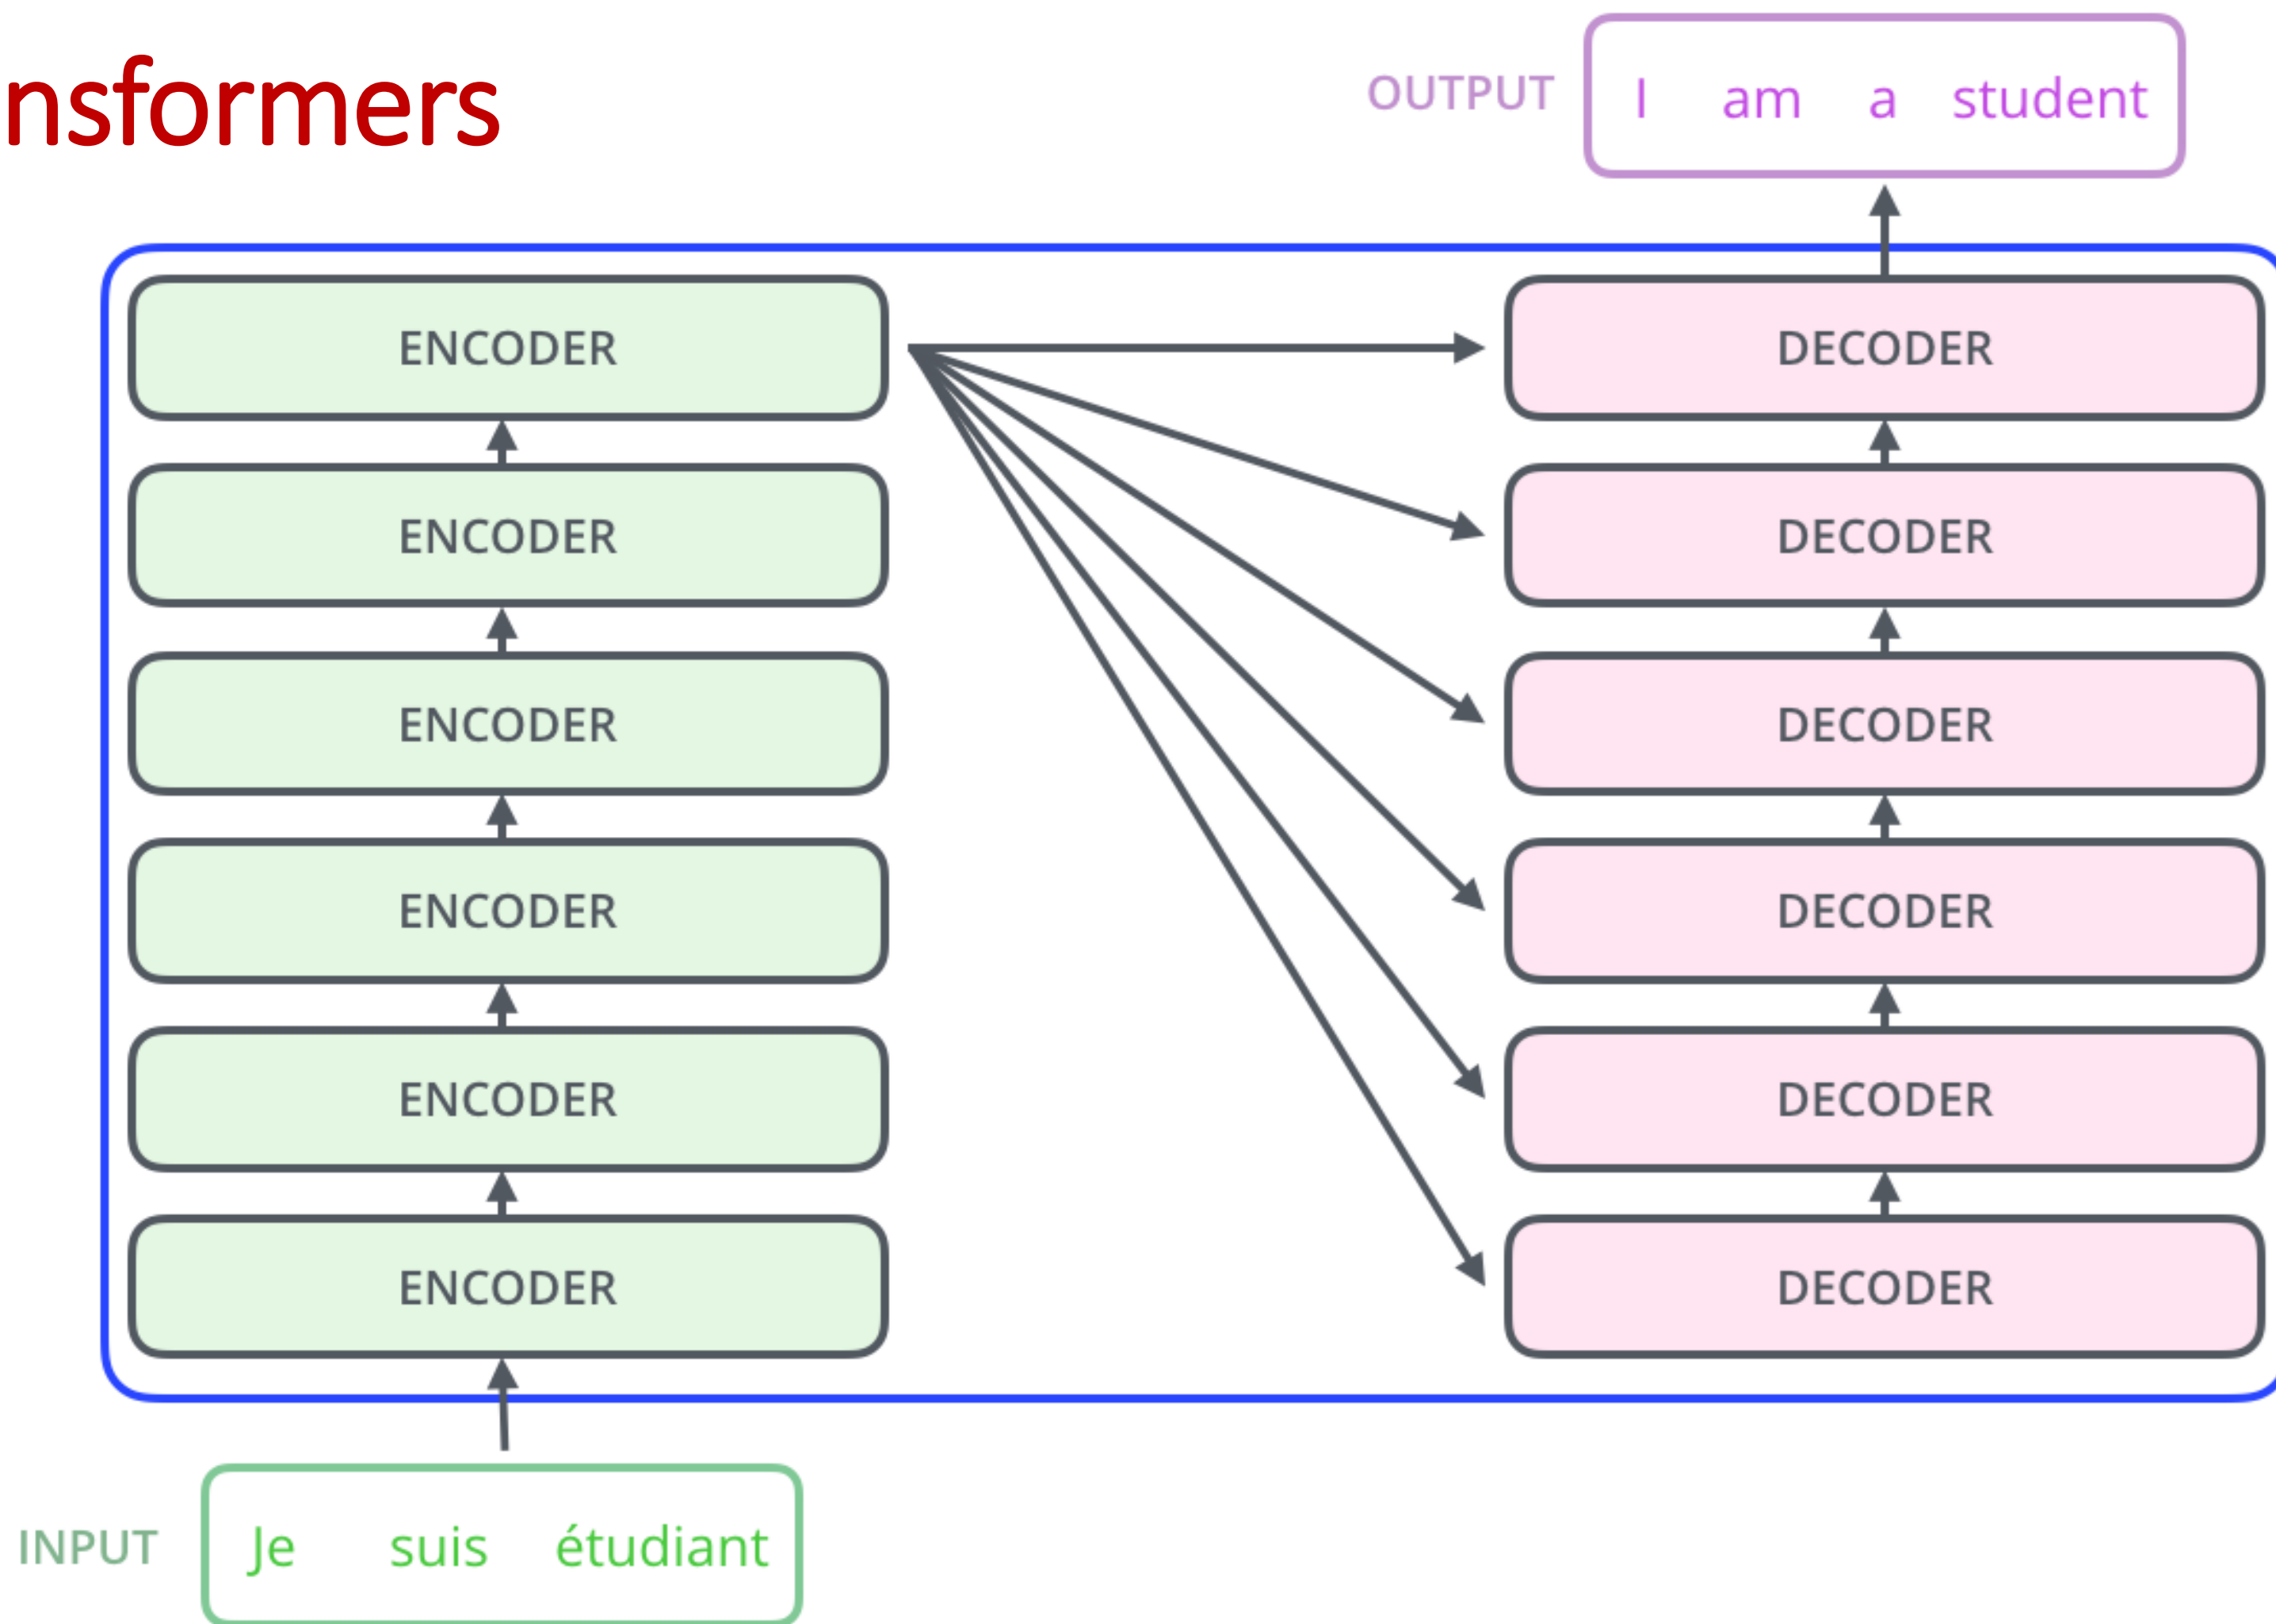 nsformers
OUTPUT
I am a student
ENCODER
DECODER
ENCODER
DECODER
ENCODER
DECODER
ENCODER
DECODER
ENCODER
DECODER
ENCODER
DECODER
INPUT
Je suis étudiant